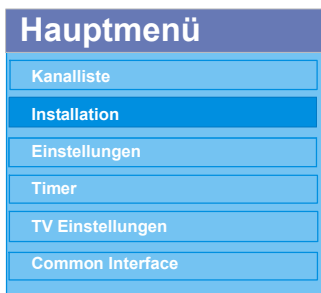 Hauptmenü
Kanalliste
Installation
Einstellungen
Timer
TV Einstellungen
Common Interface